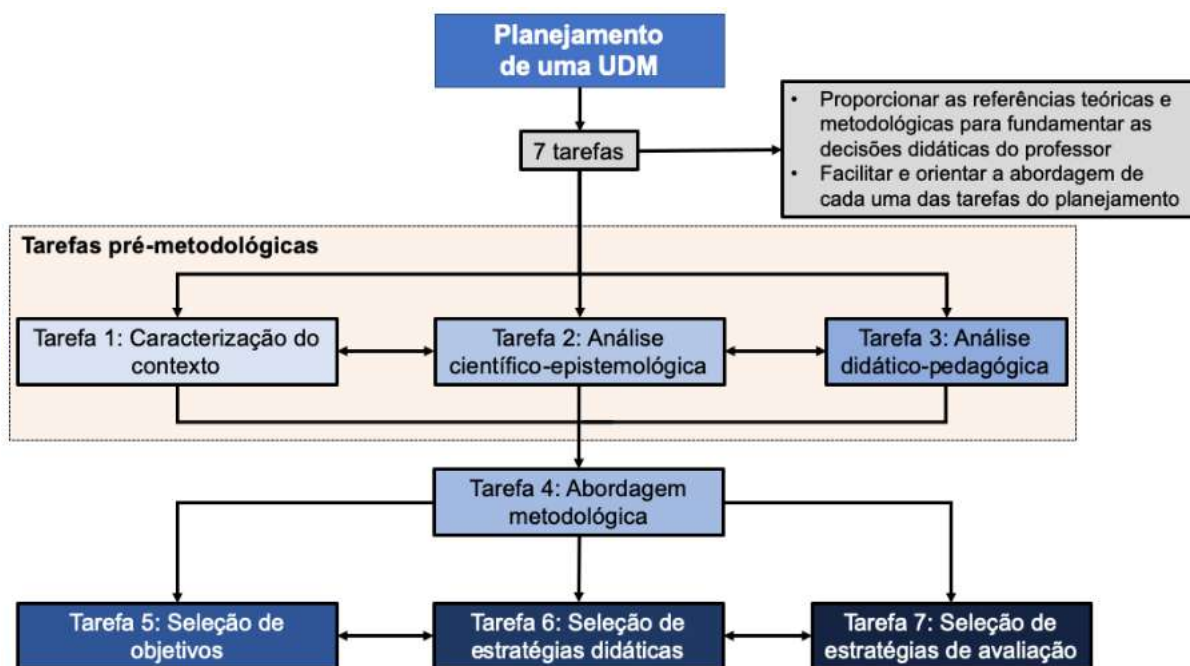 Planejamento
de uma UDM
7 tarefas
• Proporcionar as referências teóricas e
metodológicas para fundamentar as
decisões didáticas do professor
• Facilitar e orientar a abordagem de
cada uma das tarefas do planejamento
Tarefas pré-metodológicas
Tarefa 1: Caracterização do
contexto
Tarefa 2: Análise
científico-epistemológica
Tarefa 3: Análise
didático-pedagógica
Tarefa 4: Abordagem
metodológica
Tarefa 5: Seleção de
objetivos
Tarefa 6: Seleção de
estratégias didáticas
Tarefa 7: Seleção de
estratégias de avaliação